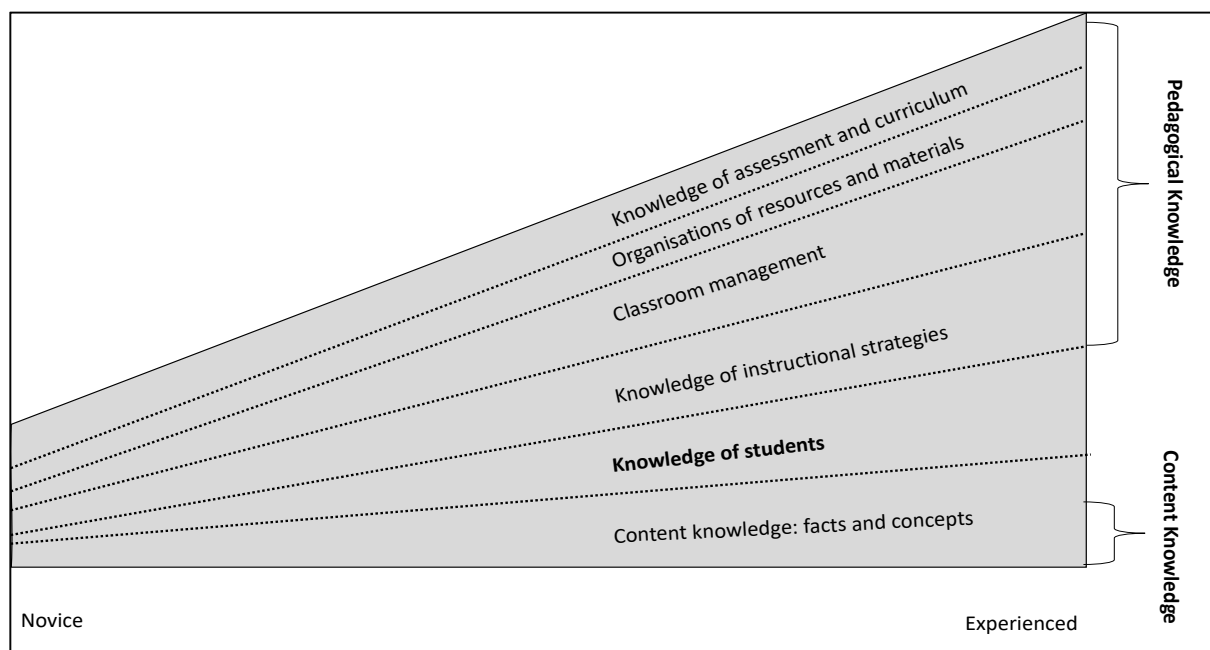 Knowledge of assessment and curriculum
Organisations of resources and materials
Classroom management
Knowledge of instructional strategies
Knowledge of students
Content knowledge: facts and concepts
Pedagogical Knowledge
Content Knowledge
Novice
Experienced